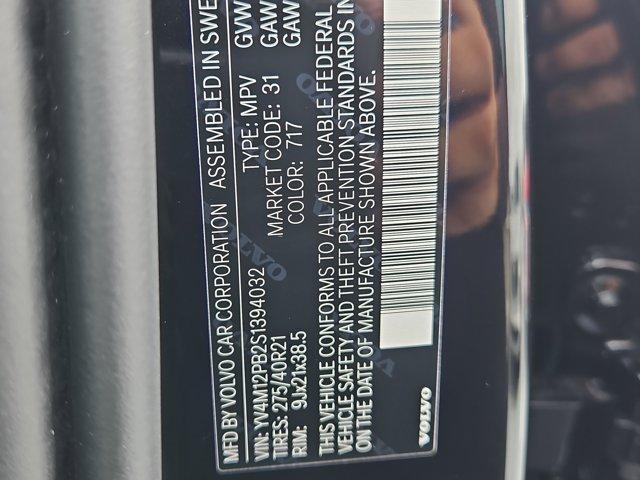 MFD BY VOLVO CAR CORPORATION ASSEMBLED IN SWE
VIN: YV4M12PB2S1394032 TYPE: MPV GVW
TIRES: 275/40R21 MARKET CODE: 31 GAW
RIM: 9Jx21x38.5 COLOR: 717 GAW
THIS VEHICLE CONFORMS TO ALL APPLICABLE FEDERAL
VEHICLE SAFETY AND THEFT PREVENTION STANDARDS IN
ON THE DATE OF MANUFACTURE SHOWN ABOVE.
VOLVO